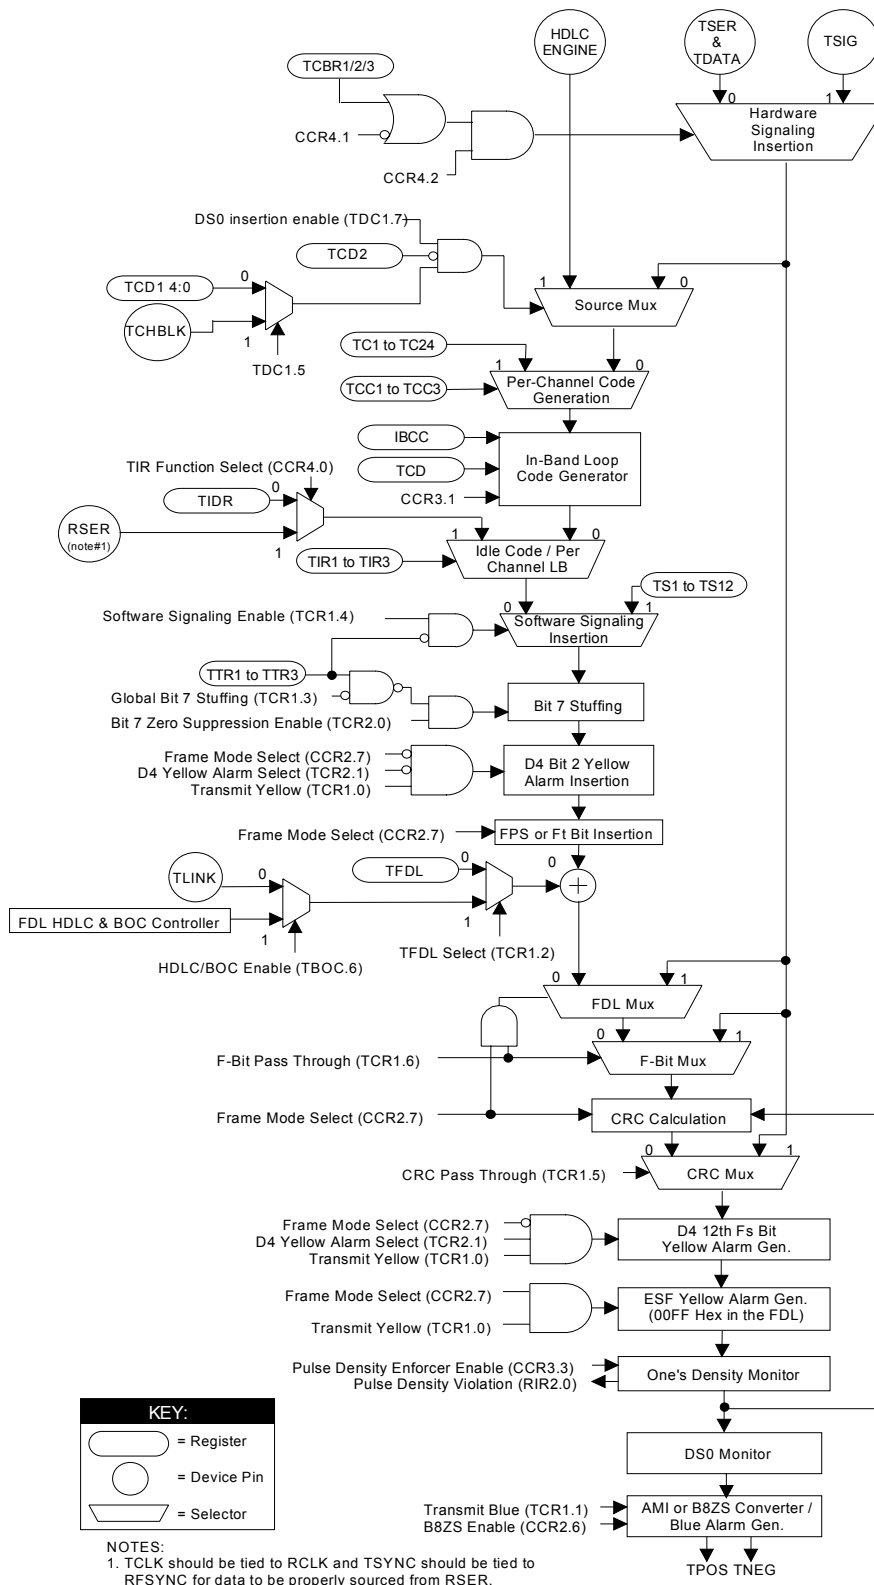 HDLC
ENGINE
TSER
&
TDATA
TSIG
TCBR1/2/3
0
1
Hardware
Signaling
Insertion
CCR4.1
CCR4.2
DS0 insertion enable (TDC1.7)
TCD2
TCD1 4:0
0
1
0
Source Mux
TCHBLK
1
TDC1.5
TC1 to TC24
1
0
Per-Channel Code
Generation
TCC1 to TCC3
IBCC
In-Band Loop
Code Generator
TCD
CCR3.1
TIR Function Select (CCR4.0)
0
TIDR
RSER
(note#1)
1
1
0
Idle Code / Per
Channel LB
TIR1 to TIR3
TS1 to TS12
0
1
Software Signaling Enable (TCR1.4)
Software Signaling
Insertion
TTR1 to TTR3
Global Bit 7 Stuffing (TCR1.3)
Bit 7 Stuffing
Bit 7 Zero Suppression Enable (TCR2.0)
Frame Mode Select (CCR2.7)
D4 Yellow Alarm Select (TCR2.1)
Transmit Yellow (TCR1.0)
D4 Bit 2 Yellow
Alarm Insertion
Frame Mode Select (CCR2.7)
FPS or Ft Bit Insertion
TLINK
0
TFDL
0
0
+
FDL HDLC & BOC Controller
1
1
HDLC/BOC Enable (TBOC.6)
TFDL Select (TCR1.2)
0
1
FDL Mux
0
1
F-Bit Pass Through (TCR1.6)
F-Bit Mux
Frame Mode Select (CCR2.7)
CRC Calculation
0
1
CRC Pass Through (TCR1.5)
CRC Mux
Frame Mode Select (CCR2.7)
D4 Yellow Alarm Select (TCR2.1)
Transmit Yellow (TCR1.0)
D4 12th Fs Bit
Yellow Alarm Gen.
Frame Mode Select (CCR2.7)
Transmit Yellow (TCR1.0)
ESF Yellow Alarm Gen.
(00FF Hex in the FDL)
Pulse Density Enforcer Enable (CCR3.3)
Pulse Density Violation (RIR2.0)
One's Density Monitor
KEY:
= Register
= Device Pin
= Selector
DS0 Monitor
Transmit Blue (TCR1.1)
B8ZS Enable (CCR2.6)
AMI or B8ZS Converter /
Blue Alarm Gen.
TPOS TNEG
NOTES:
1. TCLK should be tied to RCLK and TSYNC should be tied to
RFSYNC for data to be properly sourced from RSER.